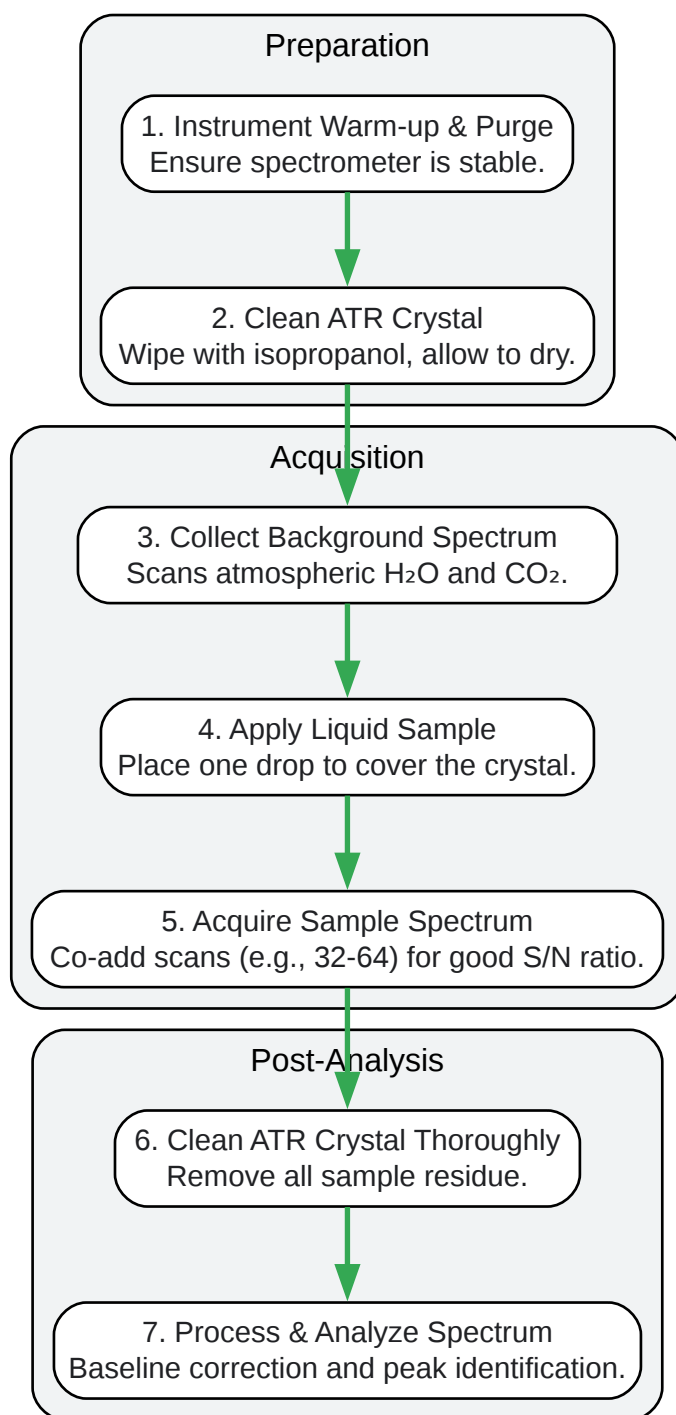 Preparation
1. Instrument Warm-up & Purge
Ensure spectrometer is stable.
2. Clean ATR Crystal
Wipe with isopropanol, allow to dry.
Acquisition
3. Collect Background Spectrum
Scans atmospheric H₂O and CO₂.
4. Apply Liquid Sample
Place one drop to cover the crystal.
5. Acquire Sample Spectrum
Co-add scans (e.g., 32-64) for good S/N ratio.
Post-Analysis
6. Clean ATR Crystal Thoroughly
Remove all sample residue.
7. Process & Analyze Spectrum
Baseline correction and peak identification.